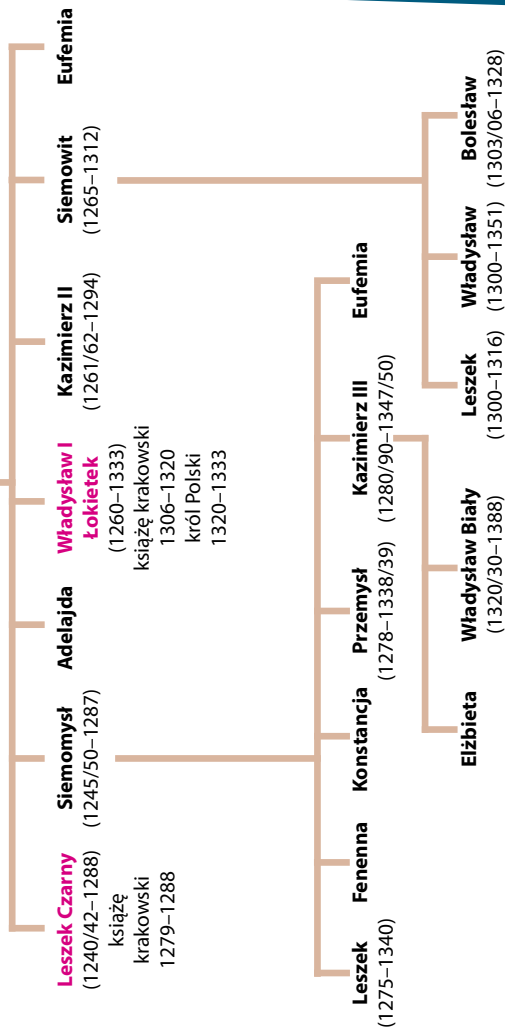 Leszek Czarny
(1240/42–1288)
książę
krakowski
1279–1288
Siemomysł
(1245/50–1287)
Adelajda
Władysław I
Łokietek
(1260–1333)
książę krakowski
1306–1320
król Polski
1320–1333
Kazimierz II
(1261/62–1294)
Siemowit
(1265–1312)
Eufemia
Leszek
(1275–1340)
Fenenna
Konstancja
Przemysł
(1278–1338/39)
Kazimierz III
(1280/90–1347/50)
Eufemia
Elżbieta
Władysław Biały
(1320/30–1388)
Leszek
(1300–1316)
Władysław
(1300–1351)
Bolesław
(1303/06–1328)